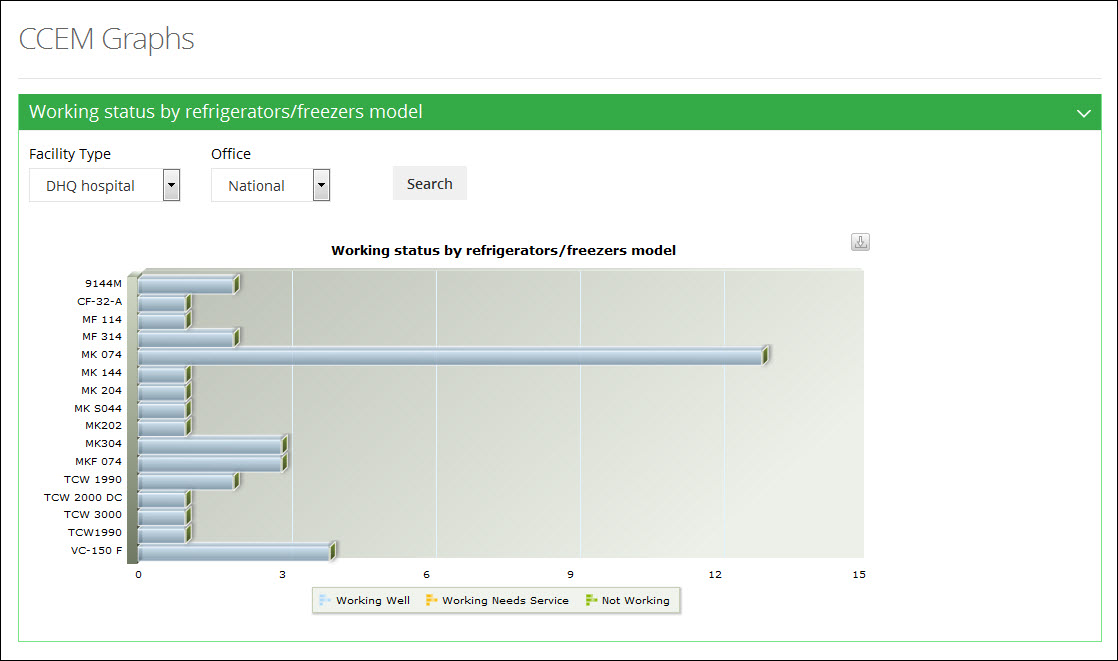 CCEM Graphs
Working status by refrigerators/freezers model
Facility Type Office
DHQ hospital National Search
Working status by refrigerators/freezers model
9144M
CF-32-A
MF 114
MF 314
MK 074
MK 144
MK 204
MK S044
MK202
MK304
MKF 074
TCW 1990
TCW 2000 DC
TCW 3000
TCW1990
VC-150 F
0 3 6 9 12 15
Working Well Working Needs Service Not Working